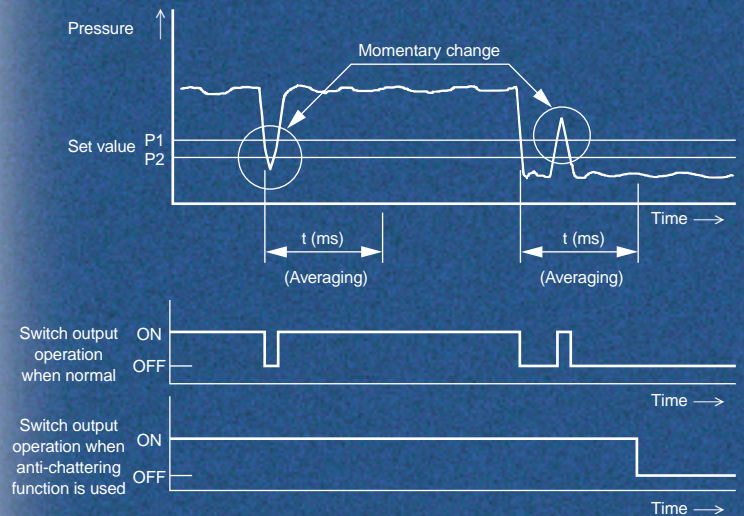 Pressure
Momentary change
Set value
P1
P2
Time
t (ms)
t (ms)
(Averaging)
(Averaging)
Switch output
operation
when normal
ON
OFF
Time
Switch output
operation when
anti-chattering
function is used
ON
OFF
Time